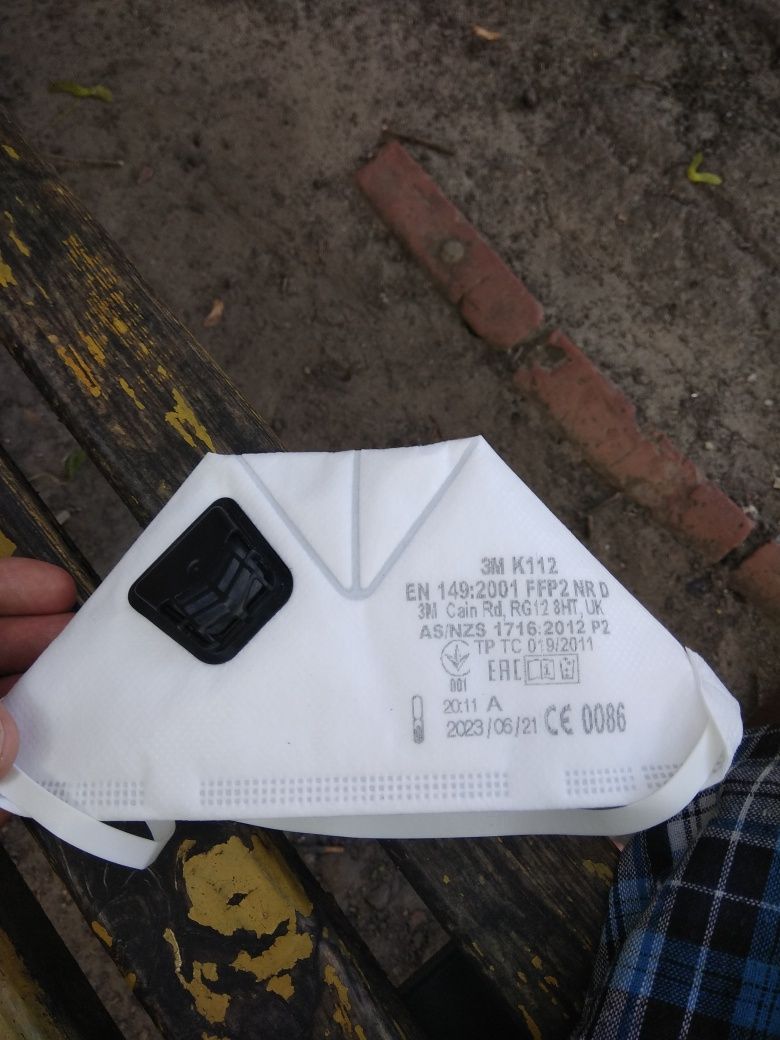 3M K112
EN 149:2001 FFP2 NR D
3M Cain Rd, RG12 8HT, UK
AS/NZS 1716:2012 P2
TP TC 019/2011
001
EAC
20:11 A
2023/06/21 CE 0086